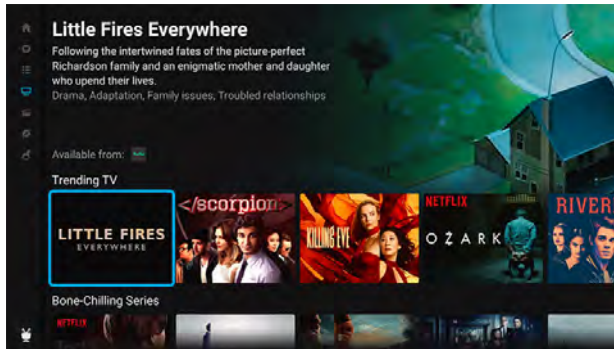 Little Fires Everywhere
Following the intertwined fates of the picture-perfect
Richardson family and an enigmatic mother and daughter
who upend their lives.
Drama, Adaptation, Family issues, Troubled relationships
Available from: hulu
Trending TV
LITTLE FIRES
EVERYWHERE
</scorpion>
KILLING EVE
NETFLIX
OZARK
RIVER
Bone-Chilling Series
NETFLIX